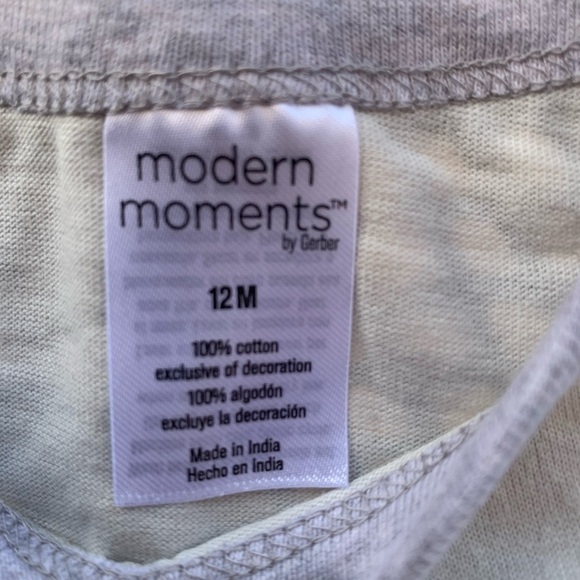 modern
moments™
by Gerber
12 M
100% cotton
exclusive of decoration
100% algodón
excluye la decoración
Made in India
Hecho en India